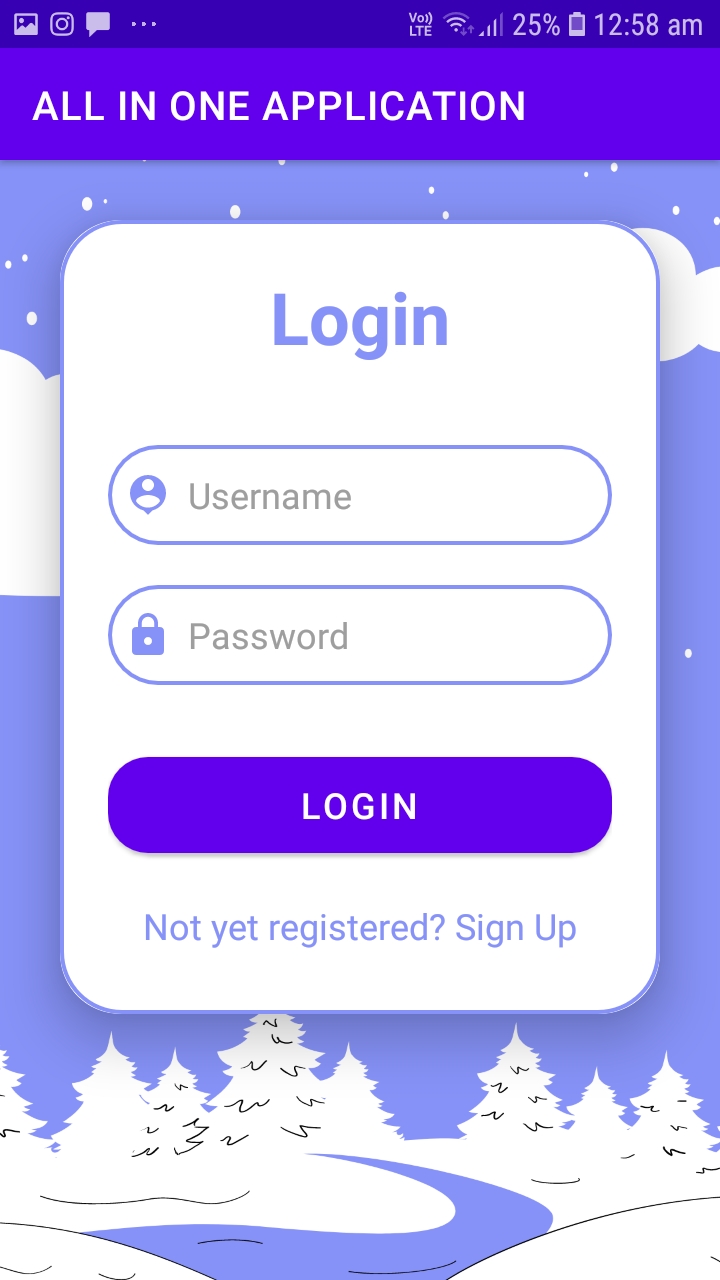 Vo)) LTE 25% 12:58 am
ALL IN ONE APPLICATION
Login
Username
Password
LOGIN
Not yet registered? Sign Up